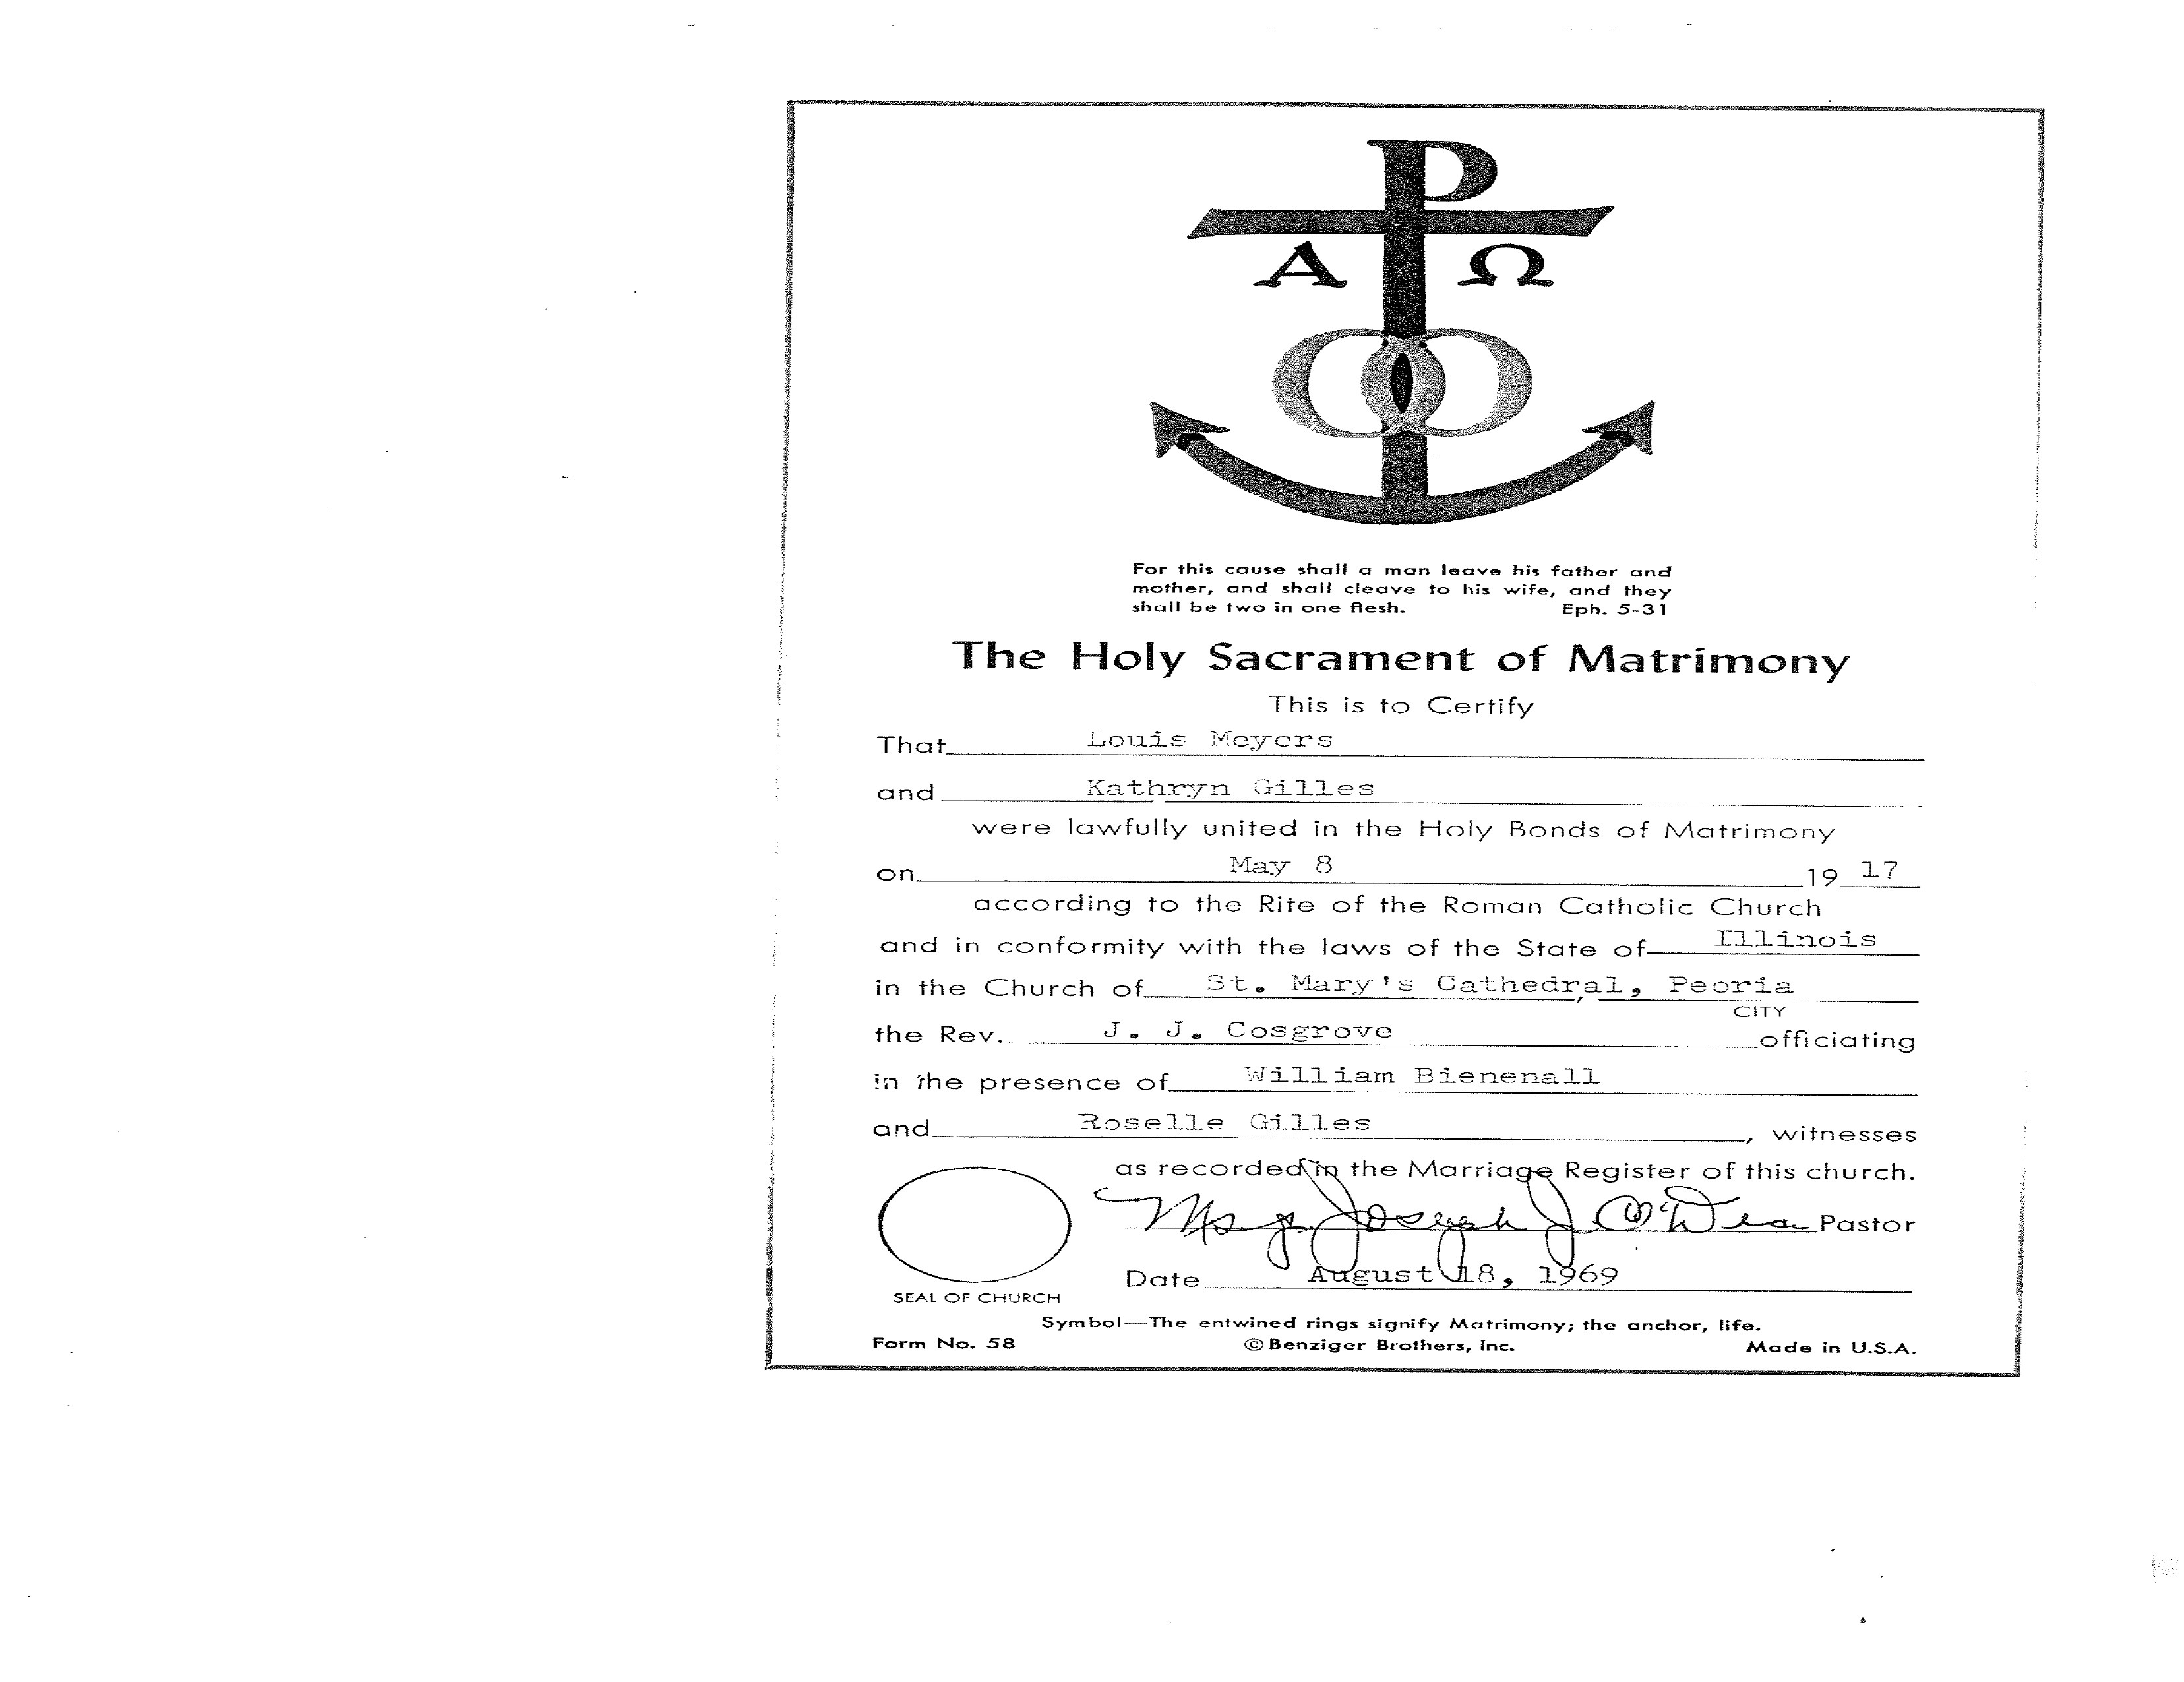 P
Α Ω
For this cause shall a man leave his father and
mother, and shall cleave to his wife, and they
shall be two in one flesh. Eph. 5-31
The Holy Sacrament of Matrimony
This is to Certify
That Louis Meyers
and Kathryn Gilles
were lawfully united in the Holy Bonds of Matrimony
on May 8 19 17
according to the Rite of the Roman Catholic Church
and in conformity with the laws of the State of Illinois
in the Church of St. Mary's Cathedral, Peoria
CITY
the Rev. J. J. Cosgrove officiating
in the presence of William Bienenall
and Roselle Gilles, witnesses
as recorded in the Marriage Register of this church.
Msgr. Joseph J. O'Dea Pastor
Date August 18, 1969
SEAL OF CHURCH
Symbol—The entwined rings signify Matrimony; the anchor, life.
Form No. 58 © Benziger Brothers, Inc. Made in U.S.A.